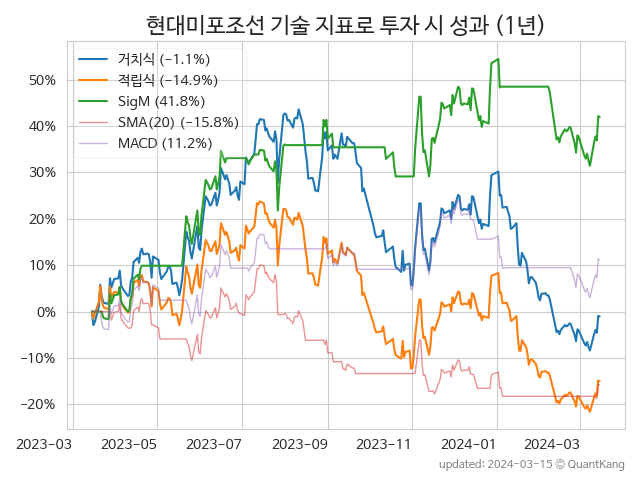 현대미포조선 기술 지표로 투자 시 성과 (1년)
거치식 (−1.1%)
적립식 (−14.9%)
SigM (41.8%)
SMA(20) (−15.8%)
MACD (11.2%)
50%
40%
30%
20%
10%
0%
−10%
−20%
2023−03 2023−05 2023−07 2023−09 2023−11 2024−01 2024−03
updated: 2024−03−15 © QuantKang